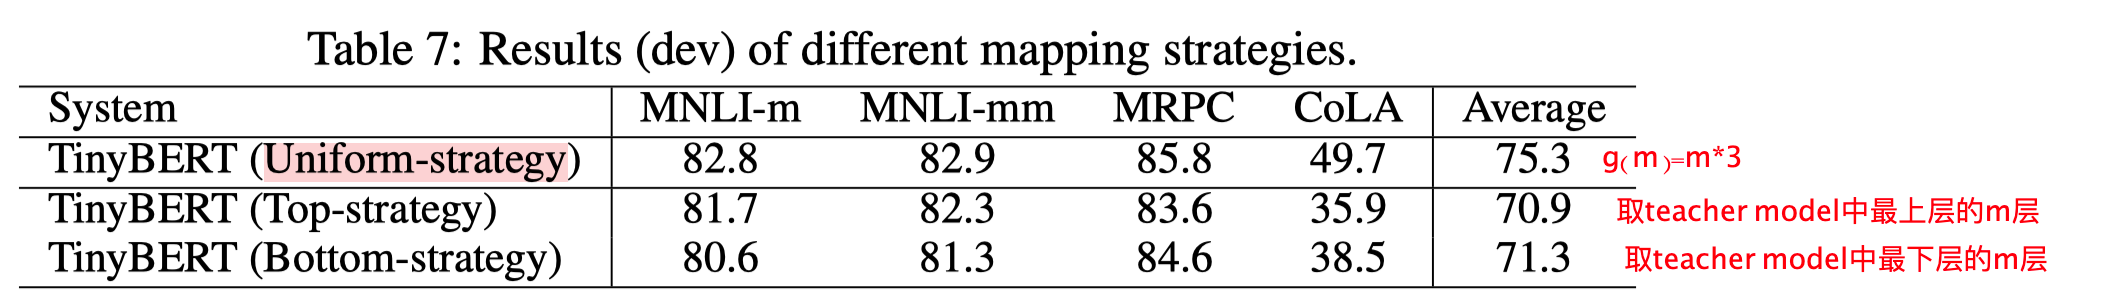 Table 7: Results (dev) of different mapping strategies.
System MNLI-m MNLI-mm MRPC CoLA Average
TinyBERT (Uniform-strategy) 82.8 82.9 85.8 49.7 75.3 g(m)=m*3
TinyBERT (Top-strategy) 81.7 82.3 83.6 35.9 70.9 取teacher model中最上层的m层
TinyBERT (Bottom-strategy) 80.6 81.3 84.6 38.5 71.3 取teacher model中最下层的m层